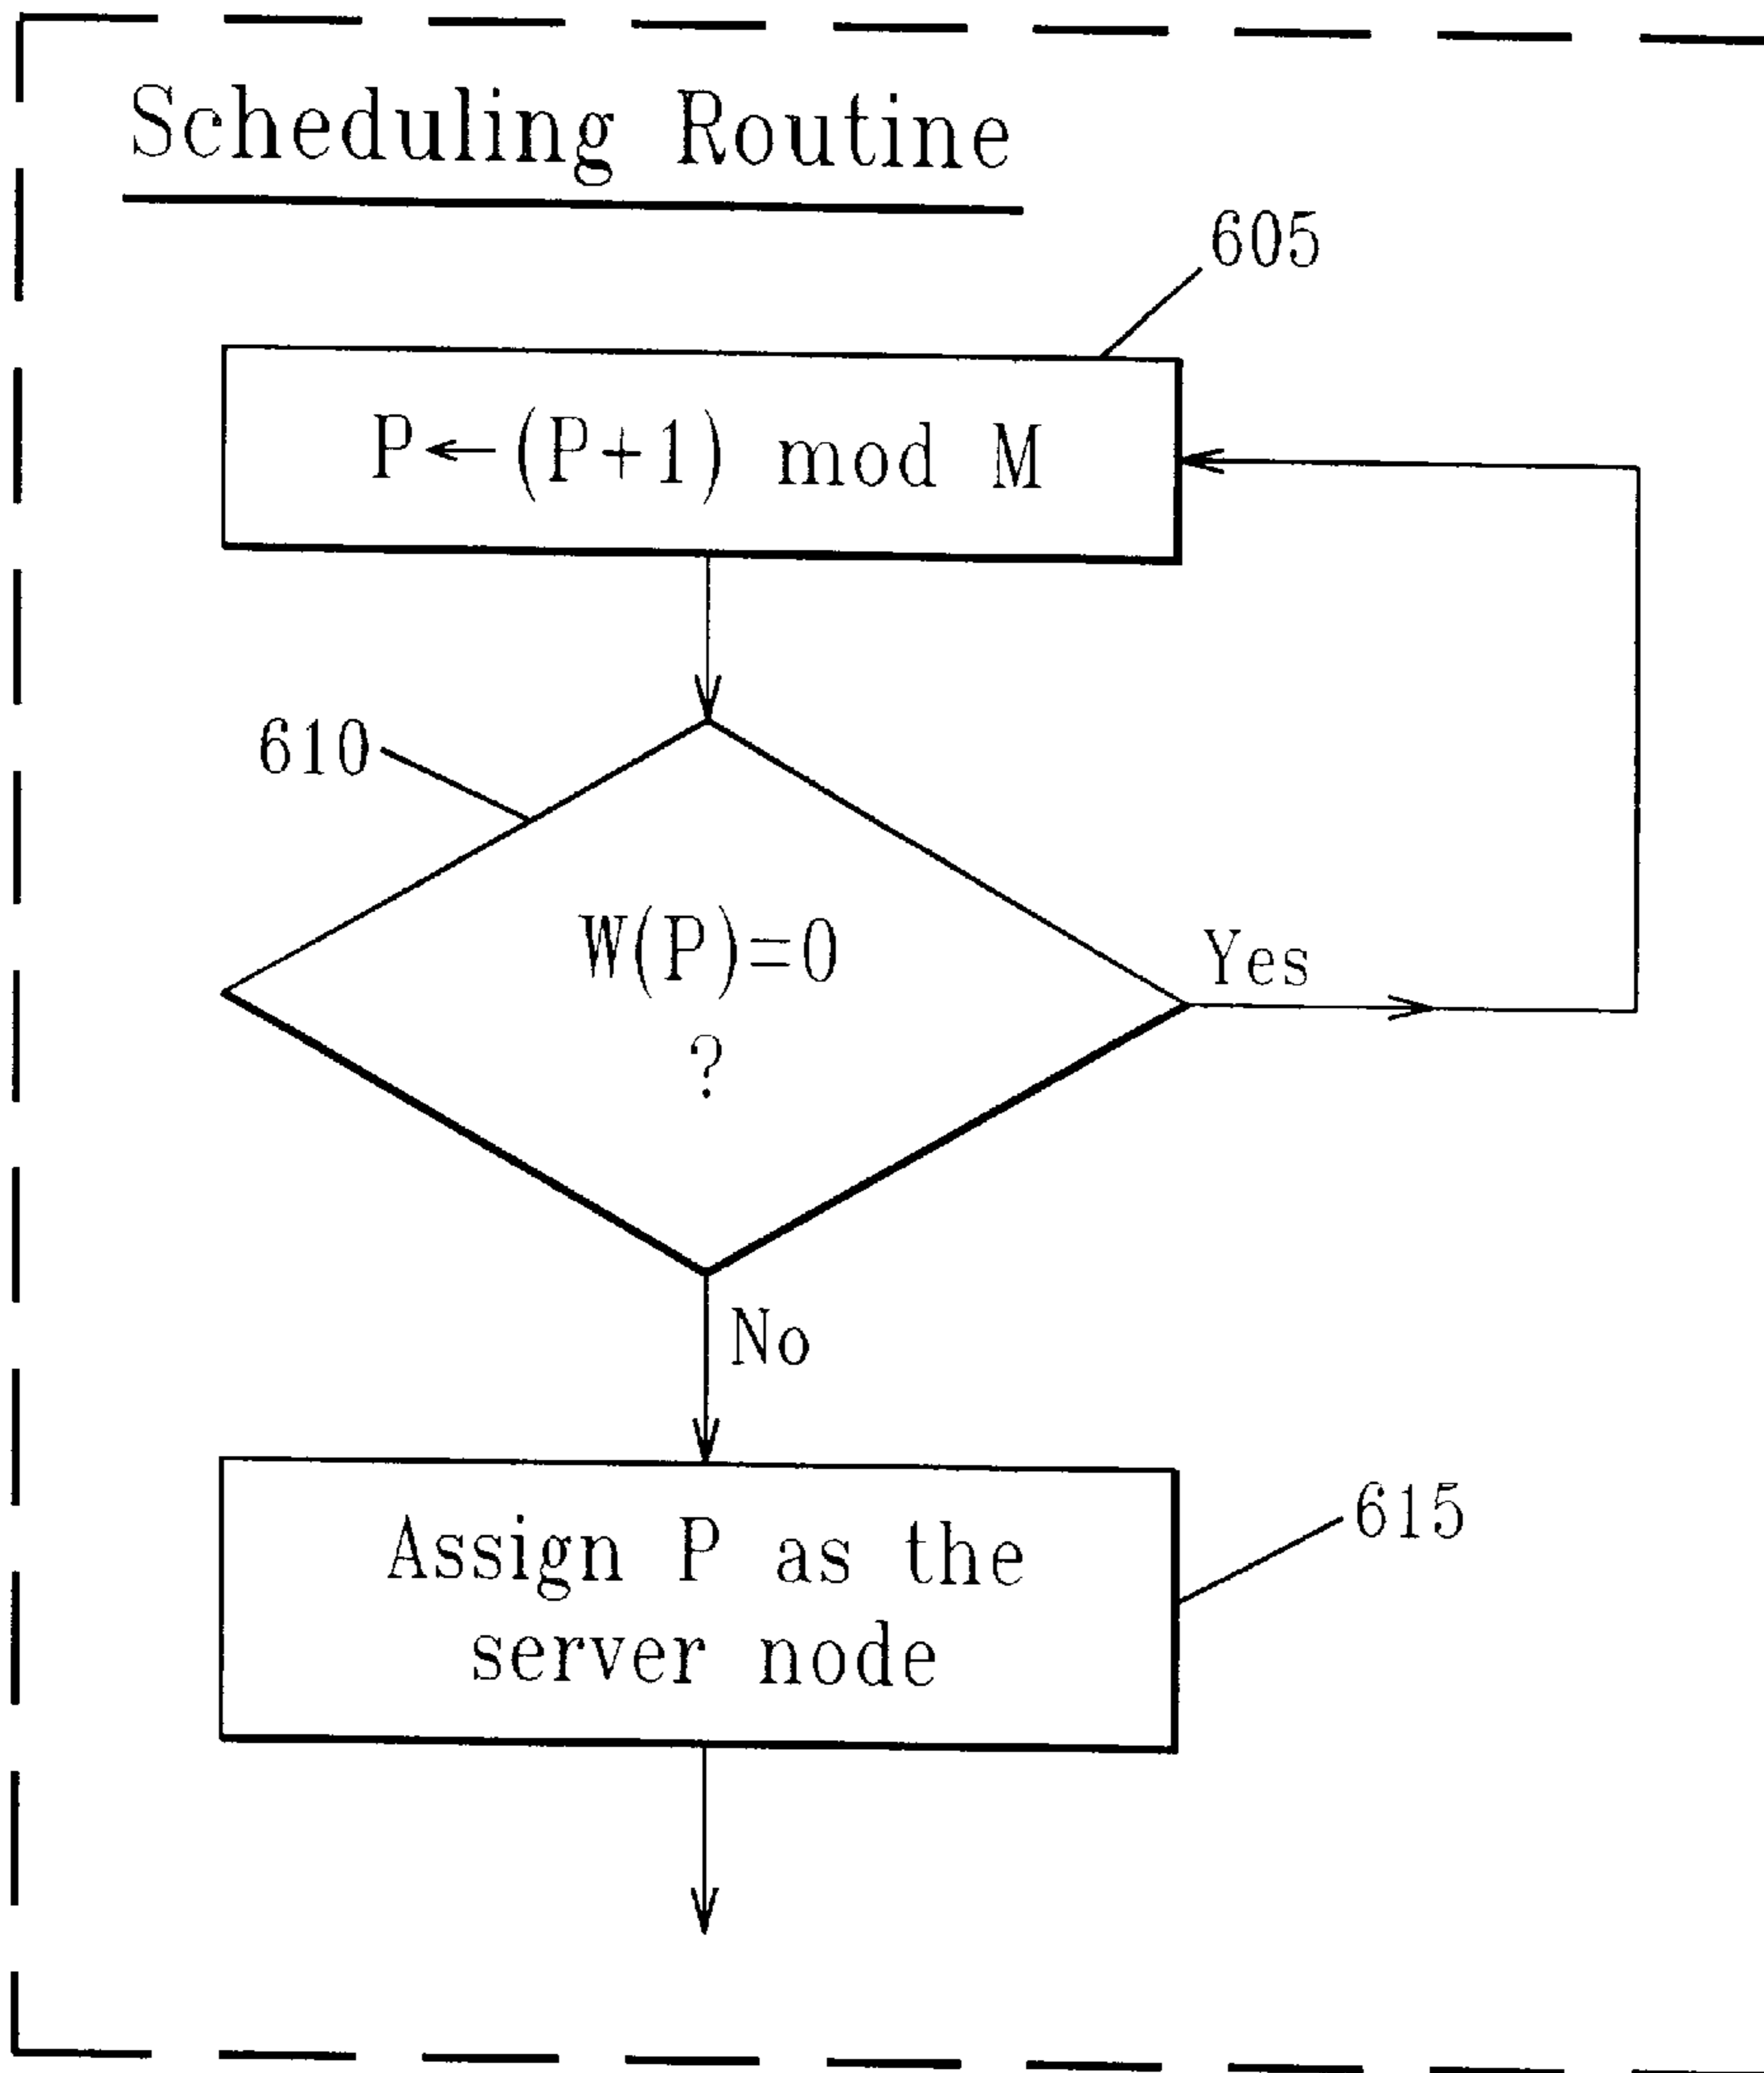 Scheduling Routine
605
P←(P+1) mod M
610
W(P)=0
?
Yes
No
Assign P as the
server node
615